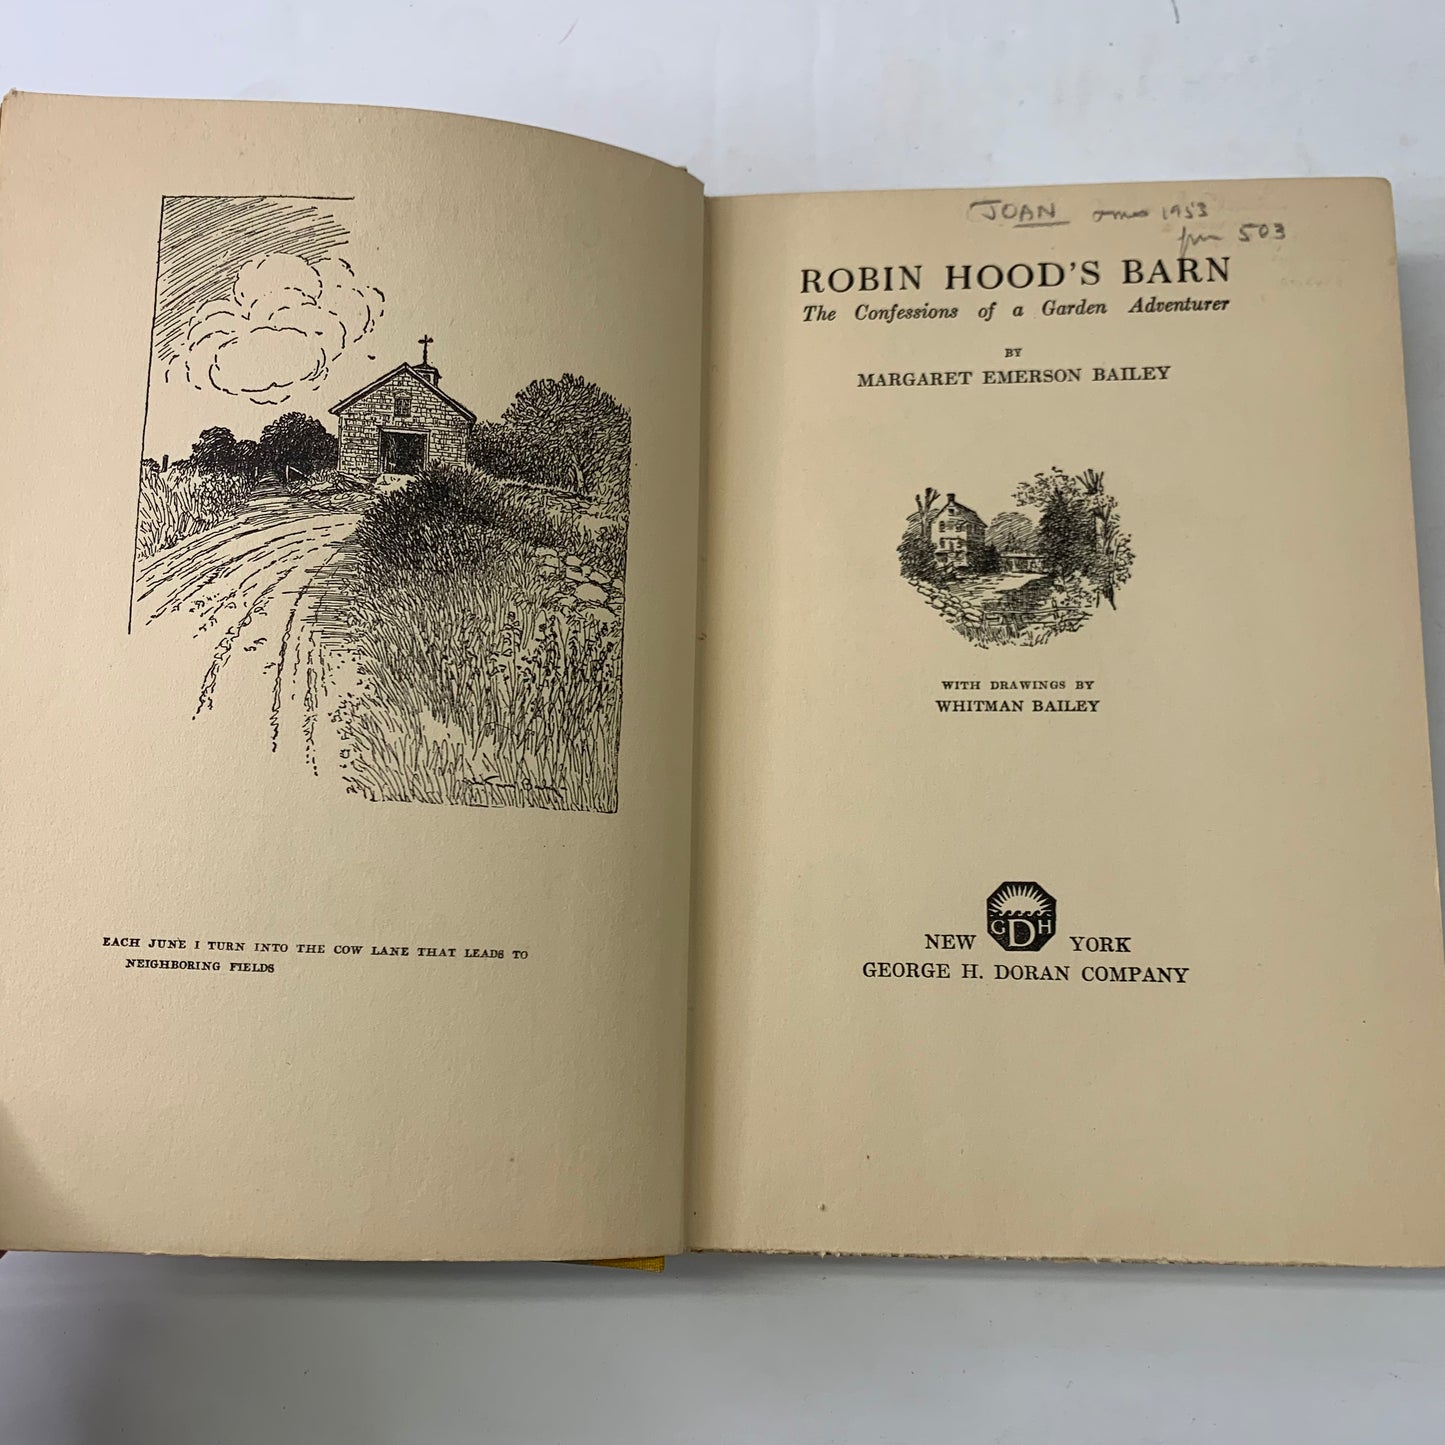 EACH JUNE I TURN INTO THE COW LANE THAT LEADS TO
NEIGHBORING FIELDS
JOAN 1953
503
ROBIN HOOD'S BARN
The Confessions of a Garden Adventurer
BY
MARGARET EMERSON BAILEY
WITH DRAWINGS BY
WHITMAN BAILEY
GDH
NEW YORK
GEORGE H. DORAN COMPANY